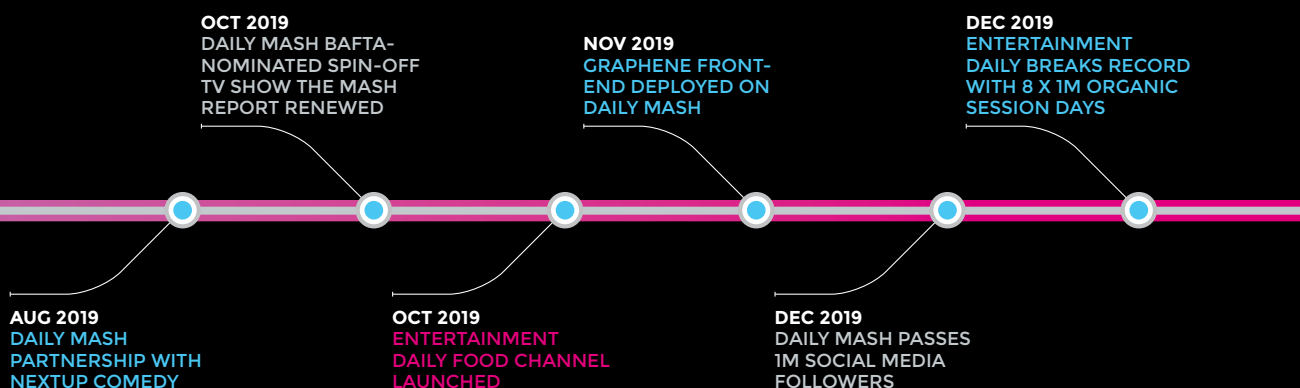 OCT 2019
DAILY MASH BAFTA-
NOMINATED SPIN-OFF
TV SHOW THE MASH
REPORT RENEWED
NOV 2019
GRAPHENE FRONT-
END DEPLOYED ON
DAILY MASH
DEC 2019
ENTERTAINMENT
DAILY BREAKS RECORD
WITH 8 X 1M ORGANIC
SESSION DAYS
AUG 2019
DAILY MASH
PARTNERSHIP WITH
NEXTUP COMEDY
OCT 2019
ENTERTAINMENT
DAILY FOOD CHANNEL
LAUNCHED
DEC 2019
DAILY MASH PASSES
1M SOCIAL MEDIA
FOLLOWERS